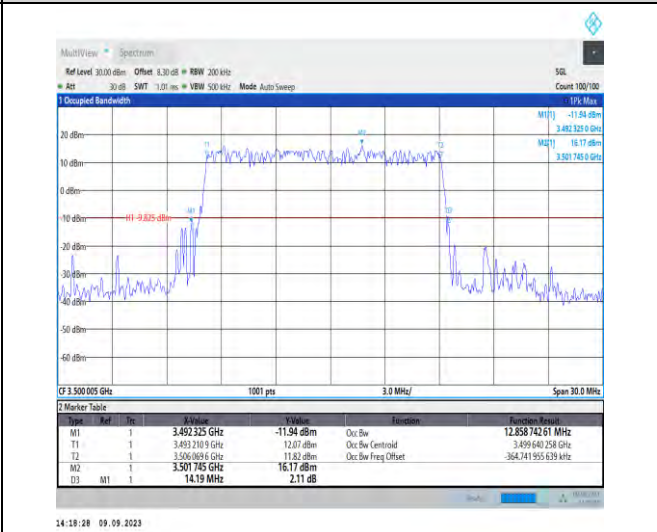 MultiView Spectrum
Ref Level 30.00 dBm Offset 8.30 dB RBW 200 kHz SGL
Att 30 dB SWT 1.01 ms VBW 500 kHz Mode Auto Sweep Count 100/100
1 Occupied Bandwidth 1Pk Max
M1[1] -11.94 dBm
3.492 325 0 GHz
20 dBm M2[1] 16.17 dBm
3.501 745 0 GHz
M2
T1 T2
10 dBm
0 dBm
M1 D3
-10 dBm H1 -9.825 dBm
-20 dBm
-30 dBm
-40 dBm
-50 dBm
-60 dBm
CF 3.500 005 GHz 1001 pts 3.0 MHz/ Span 30.0 MHz
2 Marker Table
Type Ref Trc X-Value Y-Value Function Function Result
M1 1 3.492325 GHz -11.94 dBm Occ Bw 12.858 742 61 MHz
T1 1 3.493 210 9 GHz 12.07 dBm Occ Bw Centroid 3.499 640 258 GHz
T2 1 3.506 069 6 GHz 11.82 dBm Occ Bw Freq Offset -364.741 955 639 kHz
M2 1 3.501 745 GHz 16.17 dBm
D3 M1 1 14.19 MHz 2.11 dB
14:18:28 09.09.2023